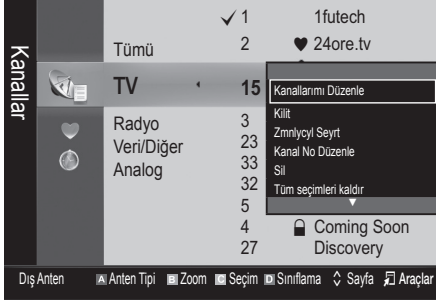 Kanallar
Tümü
TV
Radyo
Veri/Diğer
Analog
✓ 1 1futech
2 ♥ 24ore.tv
15
3
23
33
32
5
4 Coming Soon
27 Discovery
Kanallarımı Düzenle
Kilit
Zmnlycyl Seyrt
Kanal No Düzenle
Sil
Tüm seçimleri kaldır
▼
Dış Anten A Anten Tipi B Zoom C Seçim D Sınıflama Sayfa Araçlar